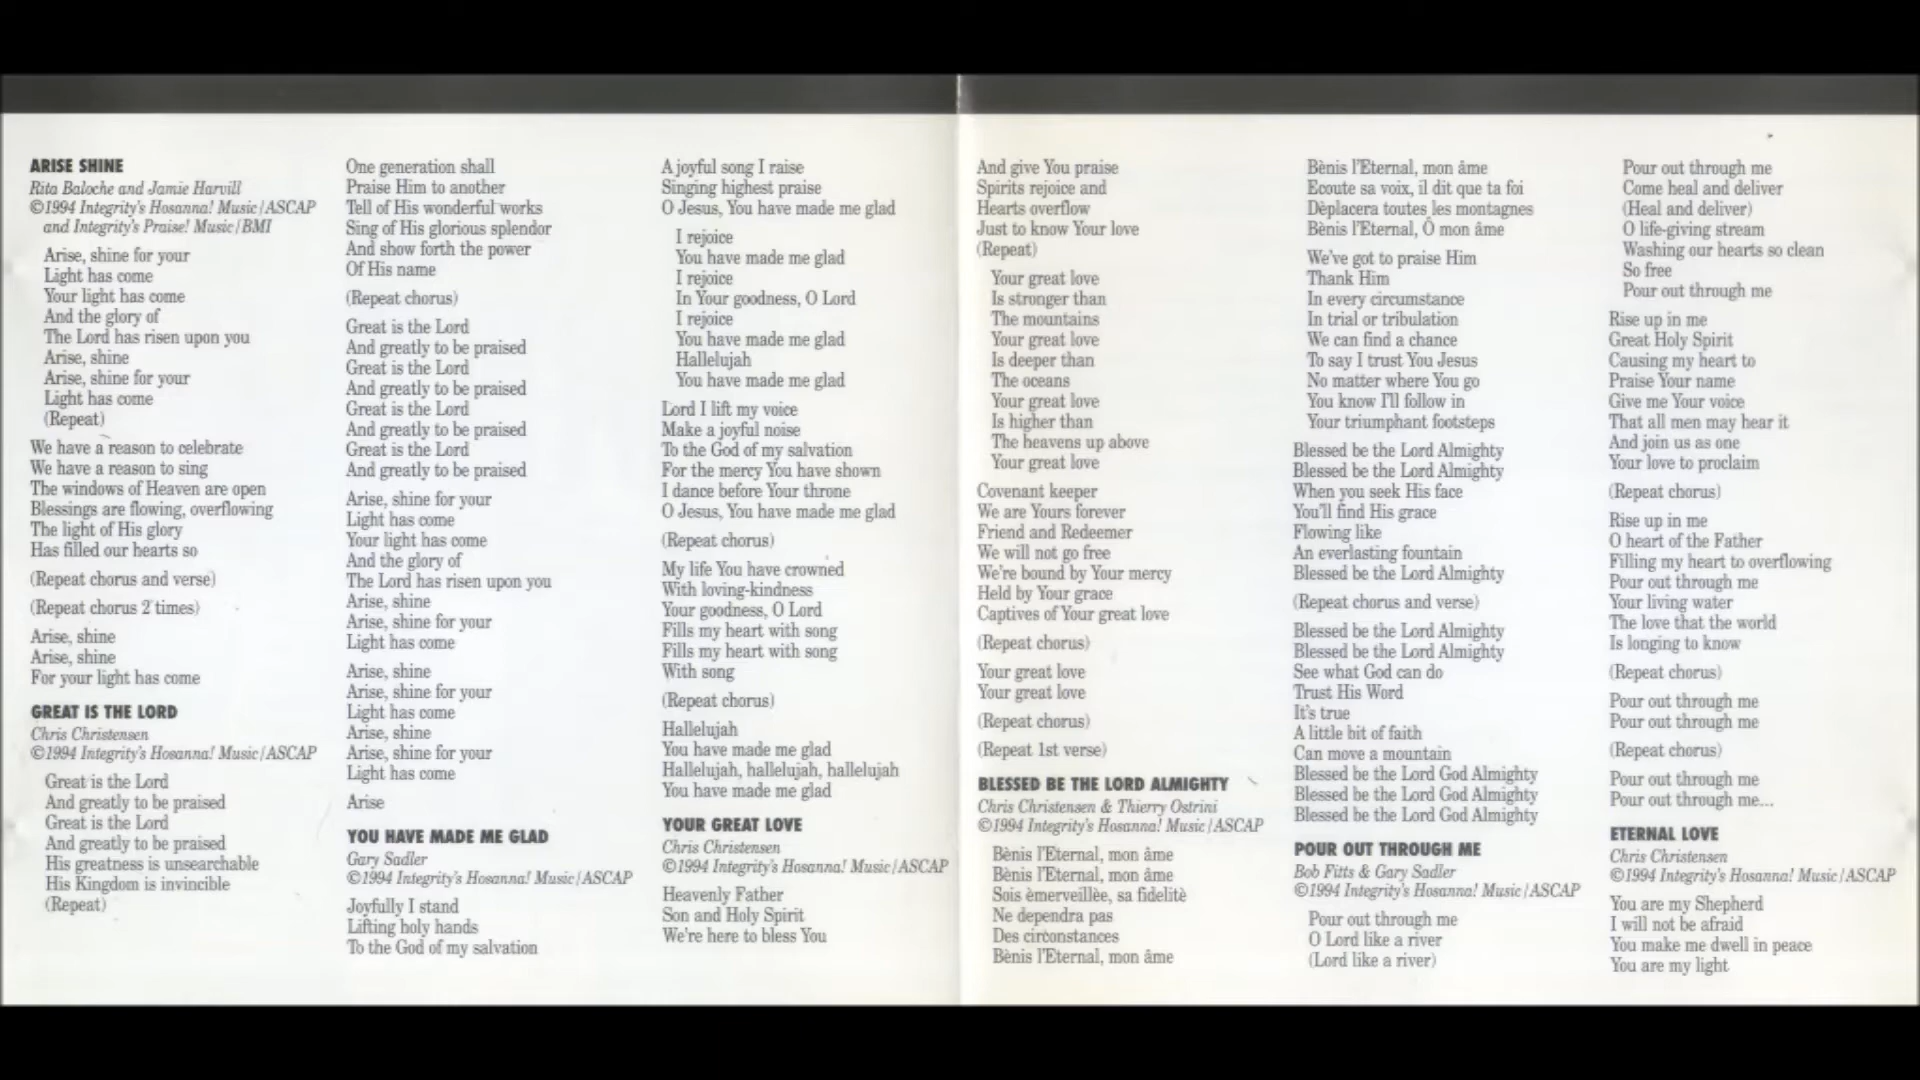 ARISE SHINE
Rita Baloche and Jamie Harvill
©1994 Integrity's Hosanna! Music/ASCAP
and Integrity's Praise! Music/BMI
Arise, shine for your
Light has come
Your light has come
And the glory of
The Lord has risen upon you
Arise, shine
Arise, shine for your
Light has come
(Repeat)
We have a reason to celebrate
We have a reason to sing
The windows of Heaven are open
Blessings are flowing, overflowing
The light of His glory
Has filled our hearts so
(Repeat chorus and verse)
(Repeat chorus 2 times)
Arise, shine
Arise, shine
For your light has come
GREAT IS THE LORD
Chris Christensen
©1994 Integrity's Hosanna! Music/ASCAP
Great is the Lord
And greatly to be praised
Great is the Lord
And greatly to be praised
His greatness is unsearchable
His Kingdom is invincible
(Repeat)
One generation shall
Praise Him to another
Tell of His wonderful works
Sing of His glorious splendor
And show forth the power
Of His name
(Repeat chorus)
Great is the Lord
And greatly to be praised
Great is the Lord
And greatly to be praised
Great is the Lord
And greatly to be praised
Great is the Lord
And greatly to be praised
Arise, shine for your
Light has come
Your light has come
And the glory of
The Lord has risen upon you
Arise, shine
Arise, shine for your
Light has come
Arise, shine
Arise, shine for your
Light has come
Arise, shine
Arise, shine for your
Light has come
Arise
YOU HAVE MADE ME GLAD
Gary Sadler
©1994 Integrity's Hosanna! Music/ASCAP
Joyfully I stand
Lifting holy hands
To the God of my salvation
A joyful song I raise
Singing highest praise
O Jesus, You have made me glad
I rejoice
You have made me glad
I rejoice
In Your goodness, O Lord
I rejoice
You have made me glad
Hallelujah
You have made me glad
Lord I lift my voice
Make a joyful noise
To the God of my salvation
For the mercy You have shown
I dance before Your throne
O Jesus, You have made me glad
(Repeat chorus)
My life You have crowned
With loving-kindness
Your goodness, O Lord
Fills my heart with song
Fills my heart with song
With song
(Repeat chorus)
Hallelujah
You have made me glad
Hallelujah, hallelujah, hallelujah
You have made me glad
YOUR GREAT LOVE
Chris Christensen
©1994 Integrity's Hosanna! Music/ASCAP
Heavenly Father
Son and Holy Spirit
We're here to bless You
And give You praise
Spirits rejoice and
Hearts overflow
Just to know Your love
(Repeat)
Your great love
Is stronger than
The mountains
Your great love
Is deeper than
The oceans
Your great love
Is higher than
The heavens up above
Your great love
Covenant keeper
We are Yours forever
Friend and Redeemer
We will not go free
We're bound by Your mercy
Held by Your grace
Captives of Your great love
(Repeat chorus)
Your great love
Your great love
(Repeat chorus)
(Repeat 1st verse)
BLESSED BE THE LORD ALMIGHTY
Chris Christensen & Thierry Ostrini
©1994 Integrity's Hosanna! Music/ASCAP
Bènis l'Eternal, mon âme
Bènis l'Eternal, mon âme
Sois èmerveillèe, sa fidelitè
Ne dependra pas
Des circonstances
Bènis l'Eternal, mon âme
Bènis l'Eternal, mon âme
Ecoute sa voix, il dit que ta foi
Dèplacera toutes les montagnes
Bènis l'Eternal, Ô mon âme
We've got to praise Him
Thank Him
In every circumstance
In trial or tribulation
We can find a chance
To say I trust You Jesus
No matter where You go
You know I'll follow in
Your triumphant footsteps
Blessed be the Lord Almighty
Blessed be the Lord Almighty
When you seek His face
You'll find His grace
Flowing like
An everlasting fountain
Blessed be the Lord Almighty
(Repeat chorus and verse)
Blessed be the Lord Almighty
Blessed be the Lord Almighty
See what God can do
Trust His Word
It's true
A little bit of faith
Can move a mountain
Blessed be the Lord God Almighty
Blessed be the Lord God Almighty
Blessed be the Lord God Almighty
POUR OUT THROUGH ME
Bob Fitts & Gary Sadler
©1994 Integrity's Hosanna! Music/ASCAP
Pour out through me
O Lord like a river
(Lord like a river)
Pour out through me
Come heal and deliver
(Heal and deliver)
O life-giving stream
Washing our hearts so clean
So free
Pour out through me
Rise up in me
Great Holy Spirit
Causing my heart to
Praise Your name
Give me Your voice
That all men may hear it
And join us as one
Your love to proclaim
(Repeat chorus)
Rise up in me
O heart of the Father
Filling my heart to overflowing
Pour out through me
Your living water
The love that the world
Is longing to know
(Repeat chorus)
Pour out through me
Pour out through me
(Repeat chorus)
Pour out through me
Pour out through me...
ETERNAL LOVE
Chris Christensen
©1994 Integrity's Hosanna! Music/ASCAP
You are my Shepherd
I will not be afraid
You make me dwell in peace
You are my light